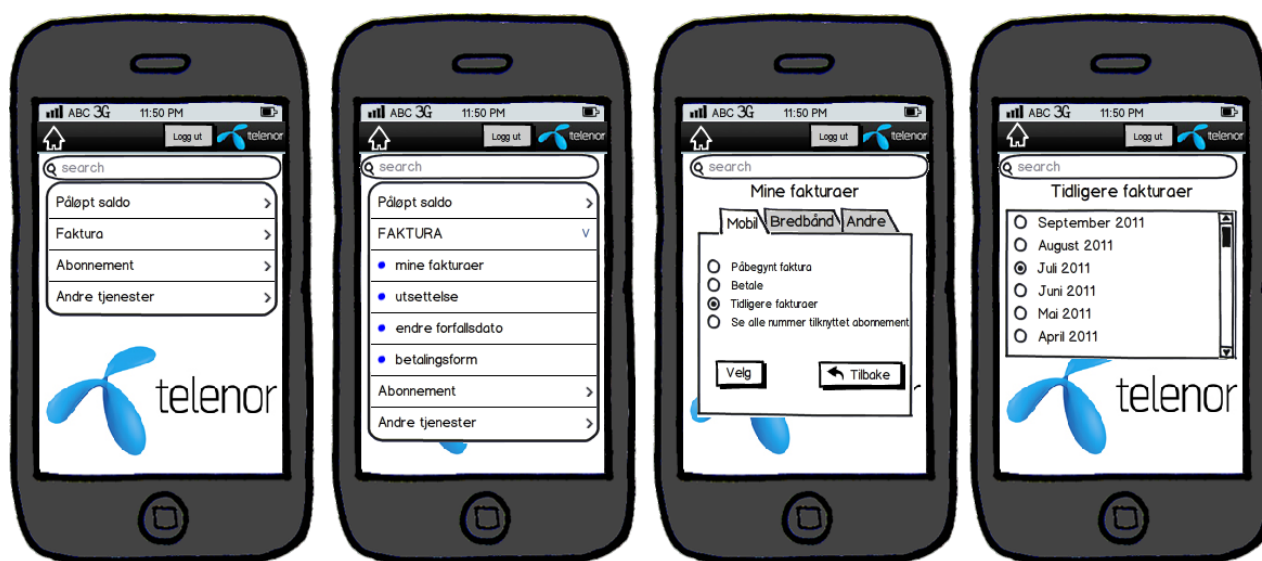 ABC 3G 11:50 PM
Logg ut telenor
search
Påløpt saldo
Faktura
Abonnement
Andre tjenester
telenor
ABC 3G 11:50 PM
Logg ut telenor
search
Påløpt saldo
FAKTURA V
mine fakturaer
utsettelse
endre forfallsdato
betalingsform
Abonnement
Andre tjenester
ABC 3G 11:50 PM
Logg ut telenor
search
Mine fakturaer
Mobil Bredbånd Andre
Påbegynt faktura
Betale
Tidligere fakturaer
Se alle nummer tilknyttet abonnement
Velg Tilbake
r
ABC 3G 11:50 PM
Logg ut telenor
search
Tidligere fakturaer
September 2011
August 2011
Juli 2011
Juni 2011
Mai 2011
April 2011
telenor